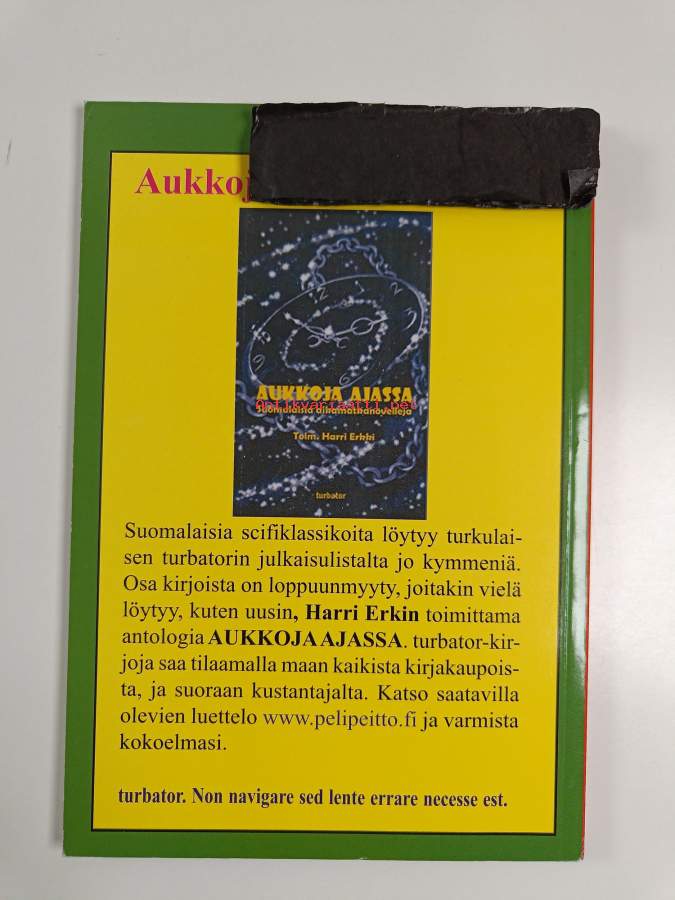 Aukkoj
AUKKOJA AJASSA
Antikvariaatti.net
Suomalaisia aikamatkanovelleja
Toim. Harri Erkki
turbator
Suomalaisia scifiklassikoita löytyy turkulai-
sen turbatorin julkaisulistalta jo kymmeniä.
Osa kirjoista on loppuunmyyty, joitakin vielä
löytyy, kuten uusin, Harri Erkin toimittama
antologia AUKKOJA AJASSA. turbator-kir-
joja saa tilaamalla maan kaikista kirjakaupois-
ta, ja suoraan kustantajalta. Katso saatavilla
olevien luettelo www.pelipeitto.fi ja varmista
kokoelmasi.
turbator. Non navigare sed lente errare necesse est.